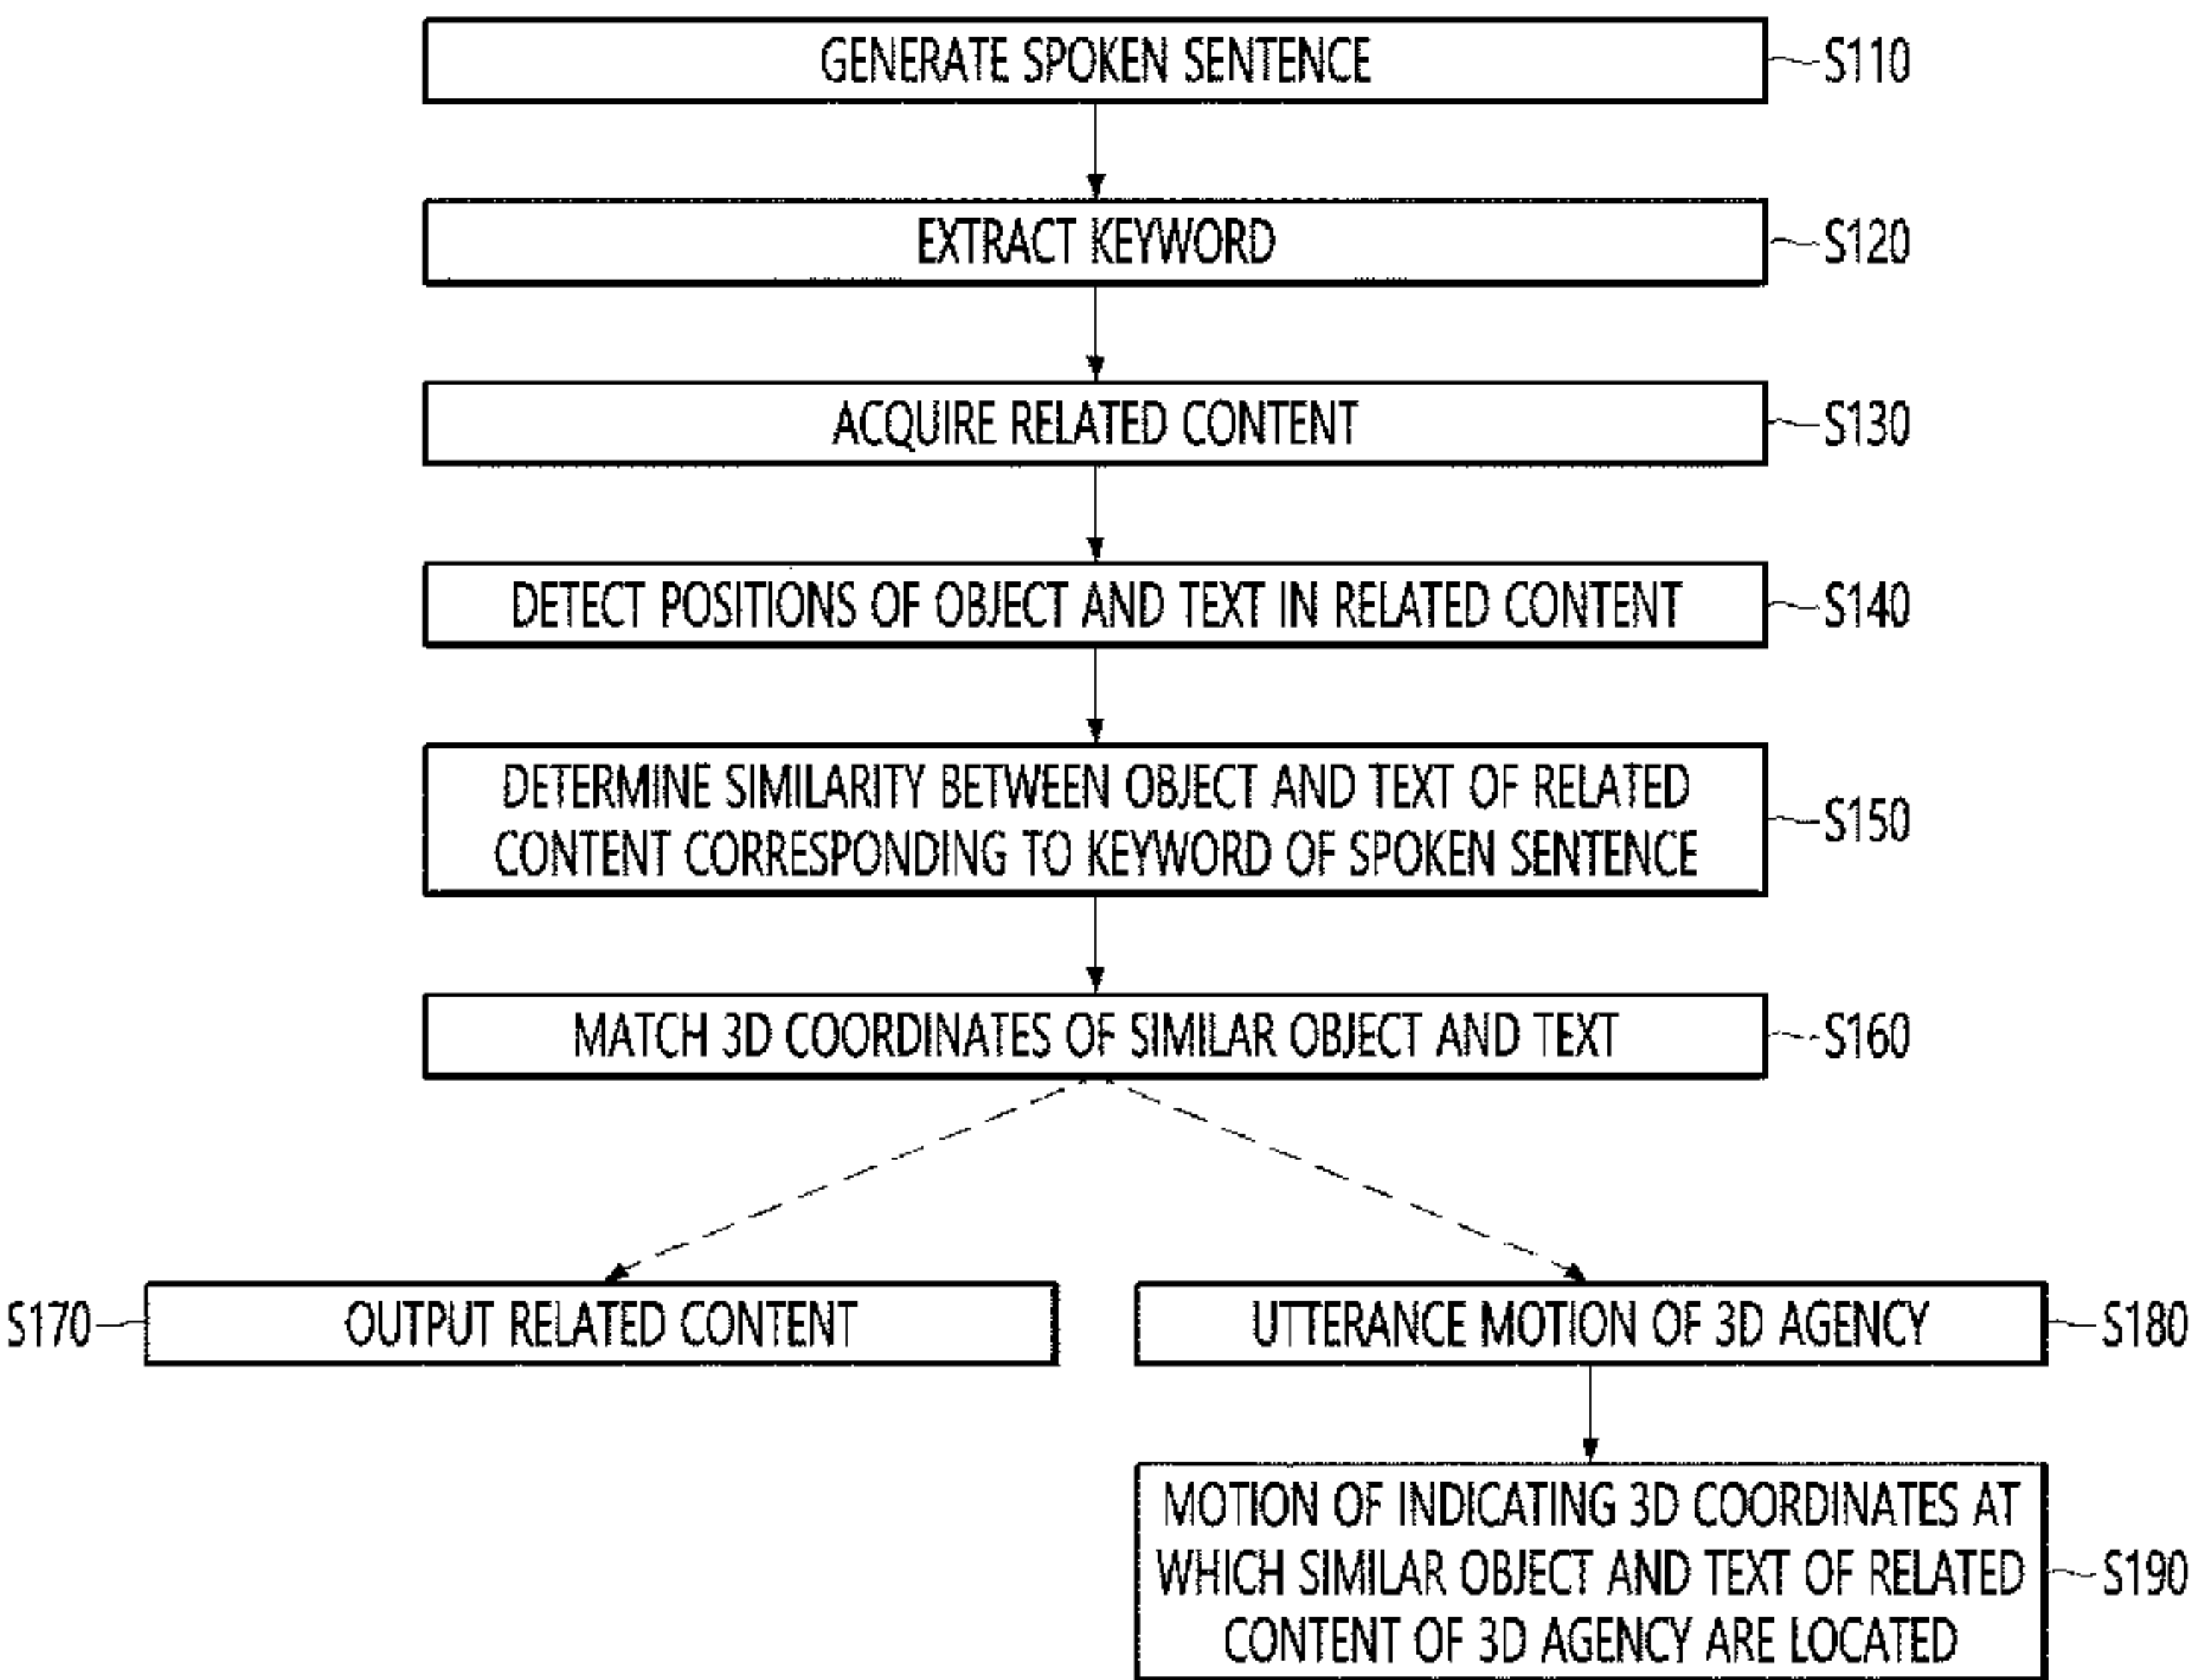 GENERATE SPOKEN SENTENCE
S110
EXTRACT KEYWORD
S120
ACQUIRE RELATED CONTENT
S130
DETECT POSITIONS OF OBJECT AND TEXT IN RELATED CONTENT
S140
DETERMINE SIMILARITY BETWEEN OBJECT AND TEXT OF RELATED
CONTENT CORRESPONDING TO KEYWORD OF SPOKEN SENTENCE
S150
MATCH 3D COORDINATES OF SIMILAR OBJECT AND TEXT
S160
S170
OUTPUT RELATED CONTENT
UTTERANCE MOTION OF 3D AGENCY
S180
MOTION OF INDICATING 3D COORDINATES AT
WHICH SIMILAR OBJECT AND TEXT OF RELATED
CONTENT OF 3D AGENCY ARE LOCATED
S190